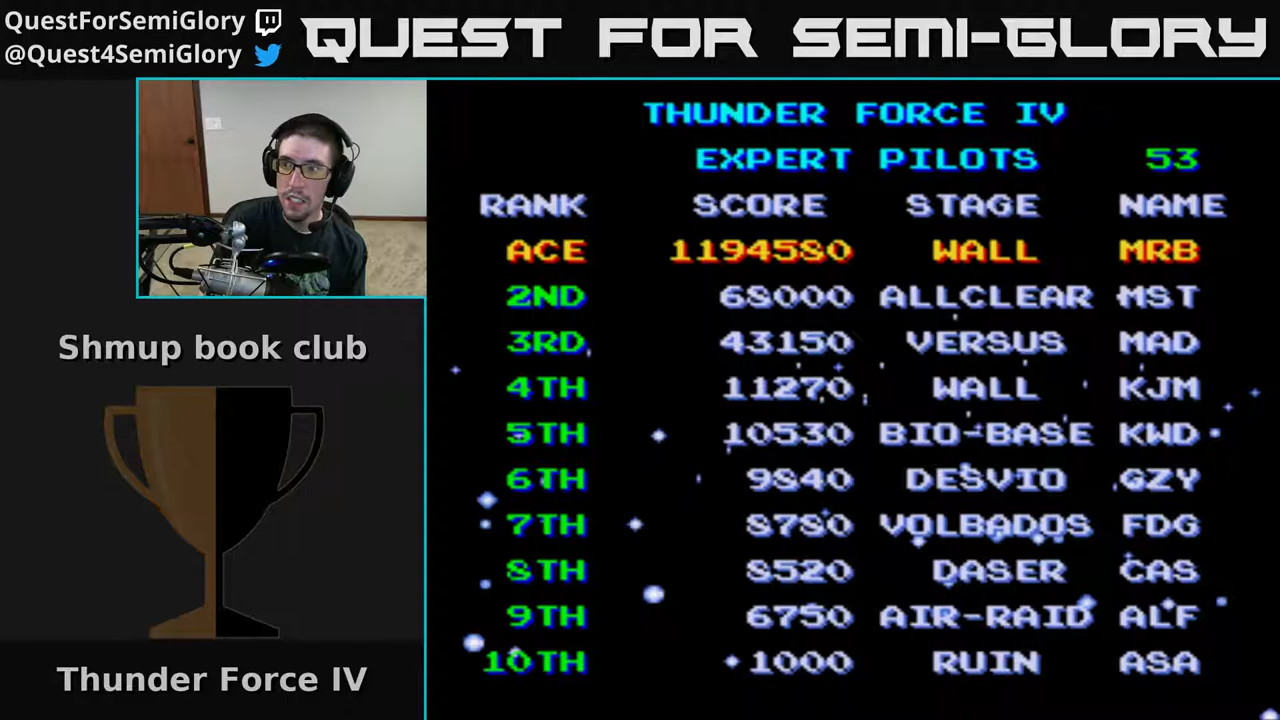 QuestForSemiGlory
@Quest4SemiGlory
QUEST FOR SEMI-GLORY
Shmup book club
Thunder Force IV
THUNDER FORCE IV
EXPERT PILOTS 53
RANK SCORE STAGE NAME
ACE 1194580 WALL MRB
2ND 68000 ALLCLEAR MST
3RD 43150 VERSUS MAD
4TH 11270 WALL KJM
5TH 10530 BIO-BASE KWD
6TH 9840 DESVIO GZY
7TH 8780 VOLBADOS FDG
8TH 8520 DASER CAS
9TH 6750 AIR-RAID ALF
10TH 1000 RUIN ASA